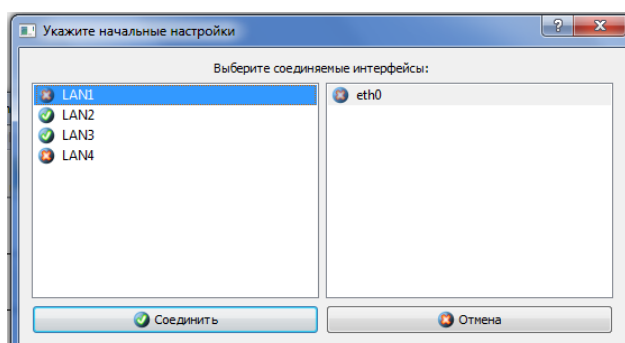 Укажите начальные настройки
Выберите соединяемые интерфейсы:
LAN1
LAN2
LAN3
LAN4
eth0
Соединить
Отмена